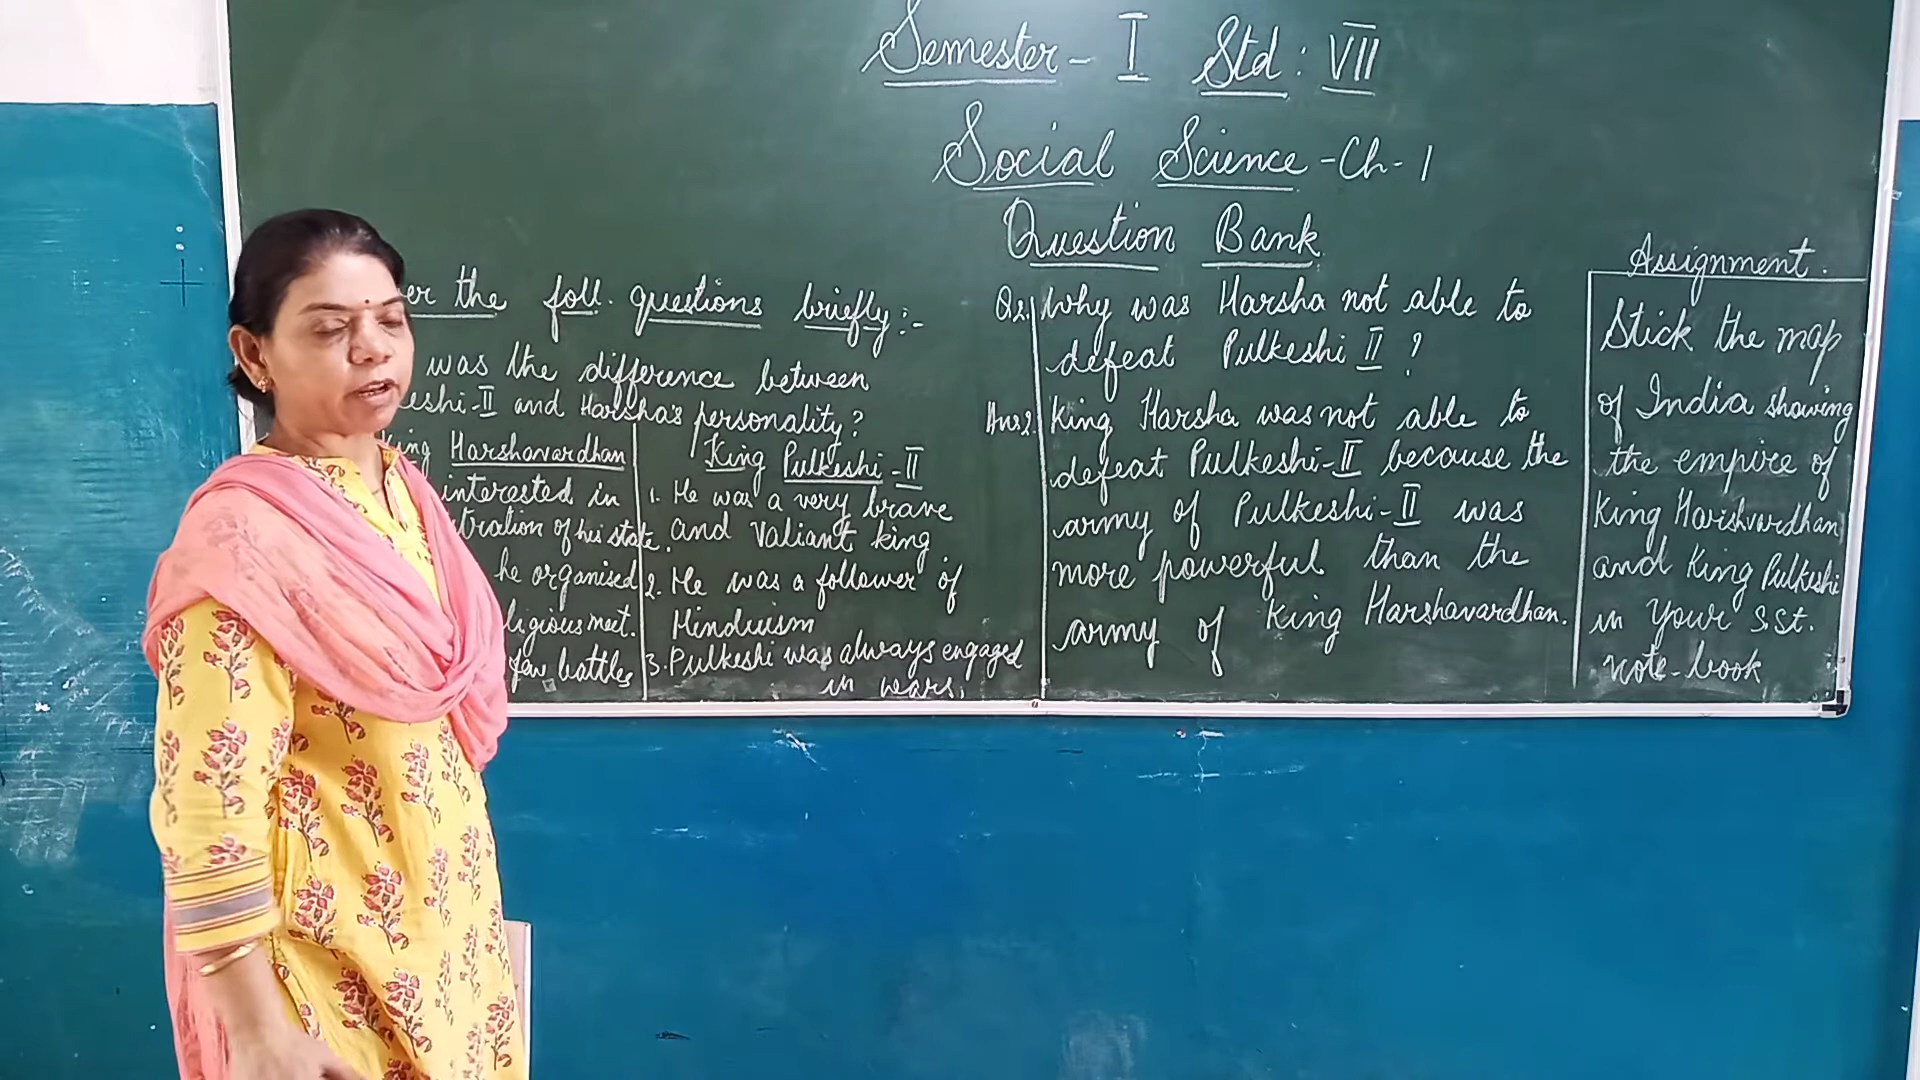 Semester - I Std : VII
Social Science - Ch - 1
Question Bank
er the foll. questions briefly :-
was the difference between
eshi-II and Harsha's personality?
King Harshavardhan
interested in
tration of his state.
he organised
ligious meet.
few battles
King Pulkeshi - II
1. He was a very brave
and valiant king.
2. He was a follower of
Hinduism
3. Pulkeshi was always engaged
in wars.
Q2. Why was Harsha not able to
defeat Pulkeshi II ?
Ans2. King Harsha was not able to
defeat Pulkeshi-II because the
army of Pulkeshi-II was
more powerful than the
army of King Harshavardhan.
Assignment.
Stick the map
of India showing
the empire of
King Harishvardhan
and King Pulkeshi
in your S.St.
note-book